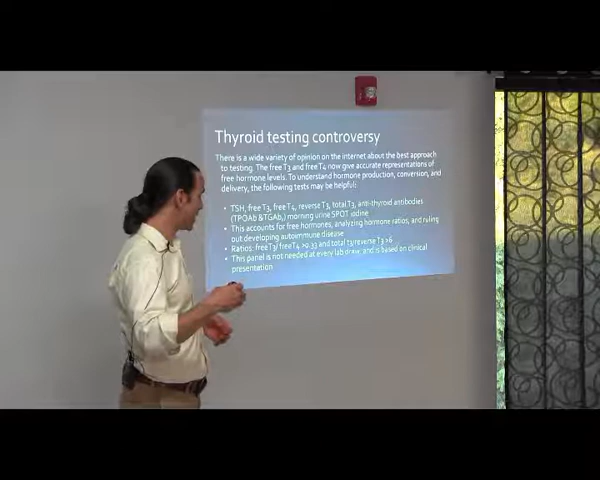 Thyroid testing controversy
There is a wide variety of opinion on the internet about the best approach
to testing. The free T3 and free T4 now give accurate representations of
free hormone levels. To understand hormone production, conversion, and
delivery, the following tests may be helpful:
• TSH, free T3, free T4, reverse T3, total T3, anti-thyroid antibodies
(TPOAb &TGAb,) morning urine SPOT iodine
• This accounts for free hormones, analyzing hormone ratios, and ruling
out developing autoimmune disease
• Ratios: freeT3/ freeT4 >0.33 and total t3:reverse T3 >6
• This panel is not needed at every lab draw, and is based on clinical
presentation